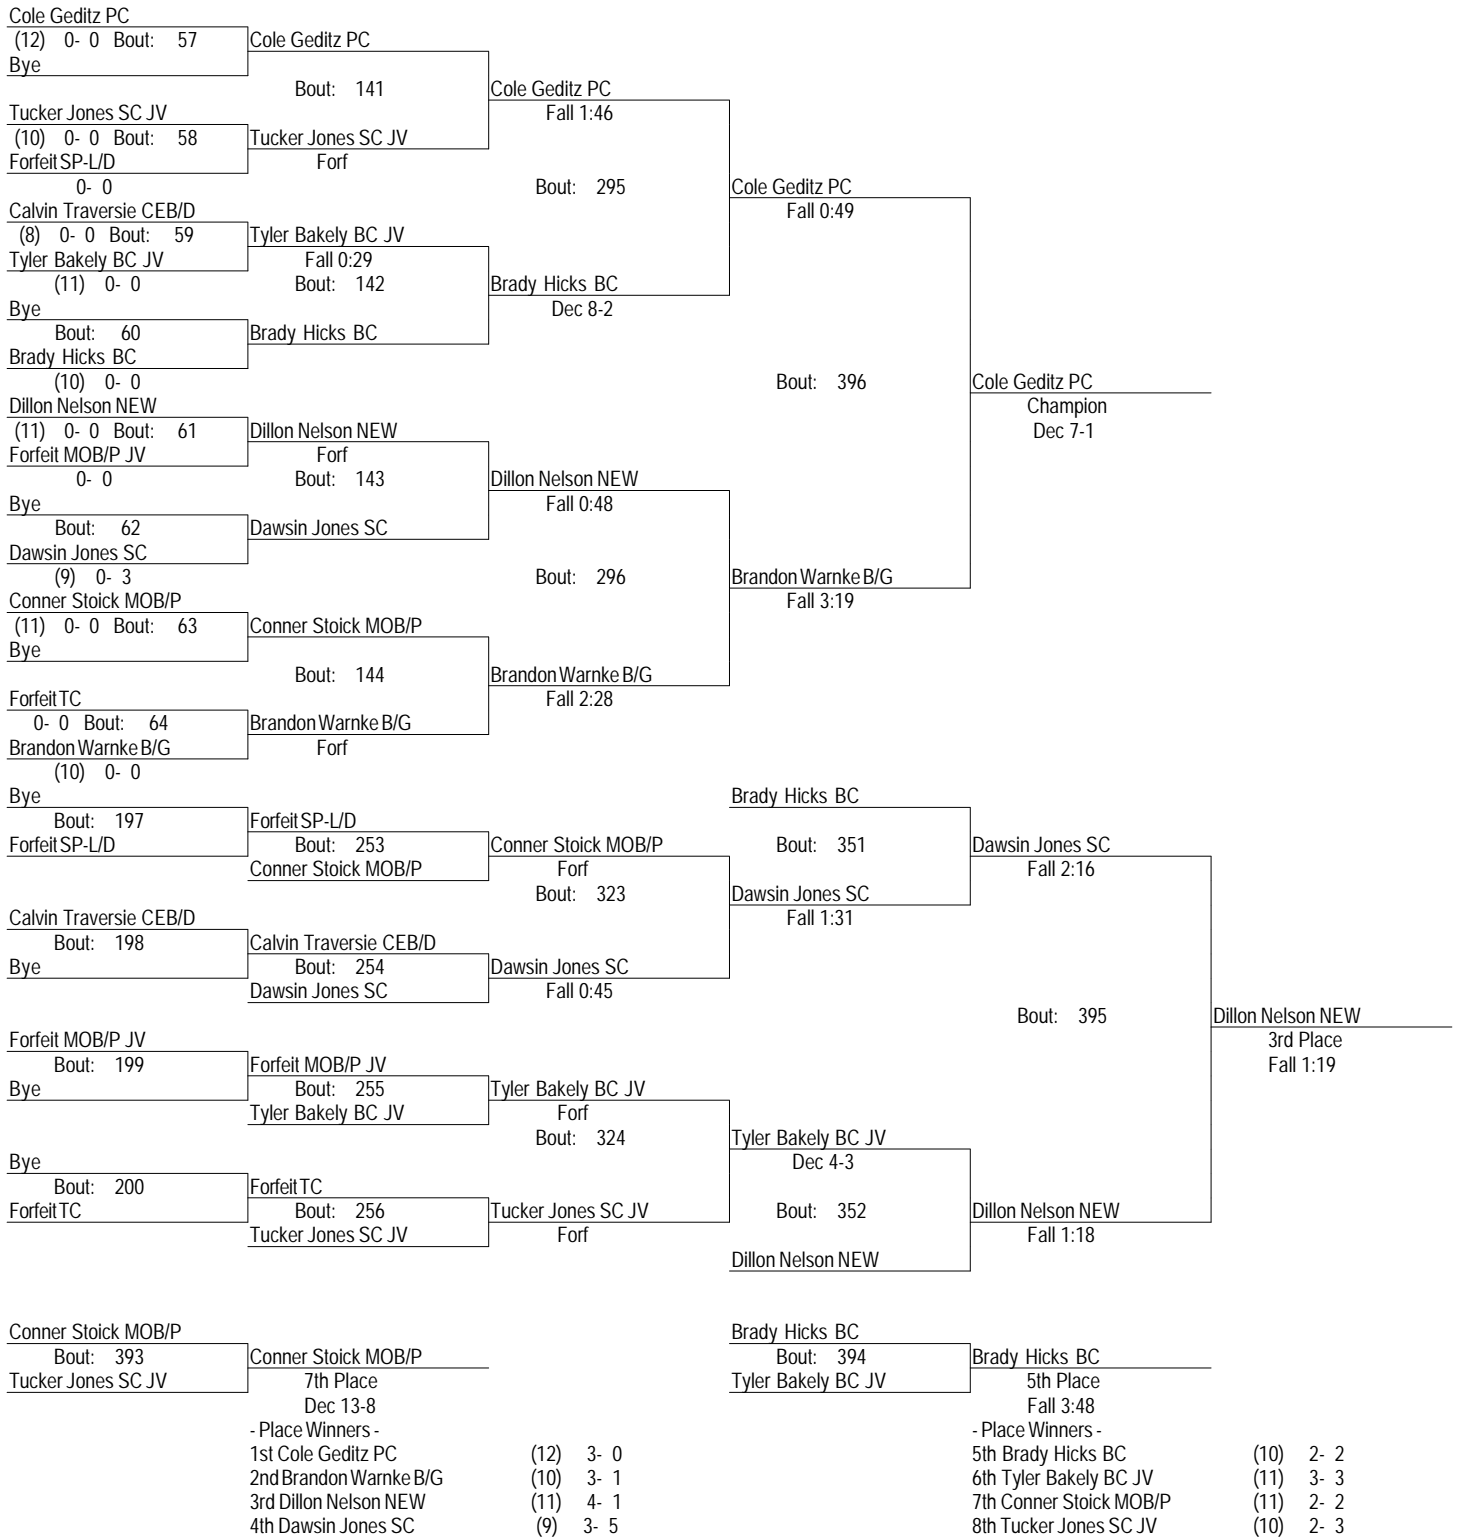 Cole Geditz PC
(12) 0- 0 Bout: 57
Cole Geditz PC
Bye
Bout: 141
Cole Geditz PC
Fall 1:46
Tucker Jones SC JV
(10) 0- 0 Bout: 58
Tucker Jones SC JV
Forfeit SP-L/D
Forf
0- 0
Bout: 295
Cole Geditz PC
Fall 0:49
Calvin Traversie CEB/D
(8) 0- 0 Bout: 59
Tyler Bakely BC JV
Tyler Bakely BC JV
Fall 0:29
(11) 0- 0
Bout: 142
Brady Hicks BC
Dec 8-2
Bye
Bout: 60
Brady Hicks BC
Brady Hicks BC
(10) 0- 0
Bout: 396
Cole Geditz PC
Champion
Dec 7-1
Dillon Nelson NEW
(11) 0- 0 Bout: 61
Dillon Nelson NEW
Forfeit MOB/P JV
Forf
0- 0
Bout: 143
Dillon Nelson NEW
Fall 0:48
Bye
Bout: 62
Dawsin Jones SC
Dawsin Jones SC
(9) 0- 3
Bout: 296
Brandon Warnke B/G
Fall 3:19
Conner Stoick MOB/P
(11) 0- 0 Bout: 63
Conner Stoick MOB/P
Bye
Bout: 144
Brandon Warnke B/G
Fall 2:28
Forfeit TC
0- 0 Bout: 64
Brandon Warnke B/G
Brandon Warnke B/G
Forf
(10) 0- 0
Bye
Brady Hicks BC
Bout: 197
Forfeit SP-L/D
Forfeit SP-L/D
Bout: 253
Conner Stoick MOB/P
Bout: 351
Dawsin Jones SC
Conner Stoick MOB/P
Forf
Fall 2:16
Bout: 323
Dawsin Jones SC
Fall 1:31
Calvin Traversie CEB/D
Bout: 198
Calvin Traversie CEB/D
Bye
Bout: 254
Dawsin Jones SC
Dawsin Jones SC
Fall 0:45
Bout: 395
Dillon Nelson NEW
3rd Place
Fall 1:19
Forfeit MOB/P JV
Bout: 199
Forfeit MOB/P JV
Bye
Bout: 255
Tyler Bakely BC JV
Tyler Bakely BC JV
Forf
Bout: 324
Tyler Bakely BC JV
Dec 4-3
Bye
Bout: 200
Forfeit TC
Forfeit TC
Bout: 256
Tucker Jones SC JV
Bout: 352
Dillon Nelson NEW
Tucker Jones SC JV
Forf
Fall 1:18
Dillon Nelson NEW
Conner Stoick MOB/P
Bout: 393
Conner Stoick MOB/P
Tucker Jones SC JV
7th Place
Dec 13-8
Brady Hicks BC
Bout: 394
Brady Hicks BC
Tyler Bakely BC JV
5th Place
Fall 3:48
- Place Winners -
1st Cole Geditz PC (12) 3- 0
2nd Brandon Warnke B/G (10) 3- 1
3rd Dillon Nelson NEW (11) 4- 1
4th Dawsin Jones SC (9) 3- 5
- Place Winners -
5th Brady Hicks BC (10) 2- 2
6th Tyler Bakely BC JV (11) 3- 3
7th Conner Stoick MOB/P (11) 2- 2
8th Tucker Jones SC JV (10) 2- 3